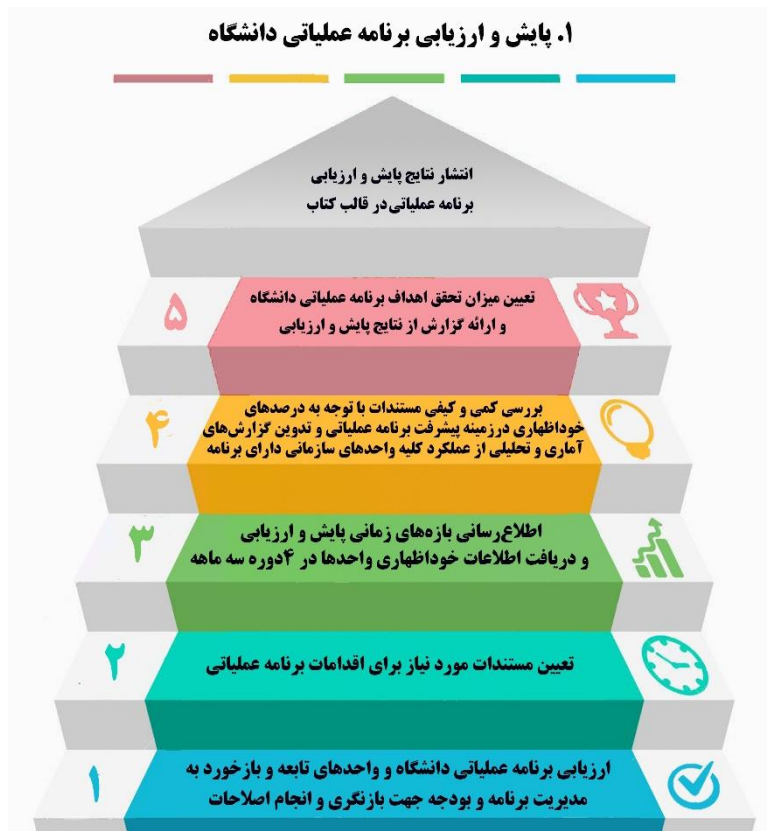 ۱. پایش و ارزیابی برنامه عملیاتی دانشگاه
انتشار نتایج پایش و ارزیابی
برنامه عملیاتی در قالب کتاب
۵
تعیین میزان تحقق اهداف برنامه عملیاتی دانشگاه
و ارائه گزارش از نتایج پایش و ارزیابی
۴
بررسی کمی و کیفی مستندات با توجه به درصدهای
خوداظهاری درزمینه پیشرفت برنامه عملیاتی و تدوین گزارش‌های
آماری و تحلیلی از عملکرد کلیه واحدهای سازمانی دارای برنامه
۳
اطلاع‌رسانی بازه‌های زمانی پایش و ارزیابی
و دریافت اطلاعات خوداظهاری واحدها در ۴دوره سه ماهه
۲
تعیین مستندات مورد نیاز برای اقدامات برنامه عملیاتی
۱
ارزیابی برنامه عملیاتی دانشگاه و واحدهای تابعه و بازخورد به
مدیریت برنامه و بودجه جهت بازنگری و انجام اصلاحات